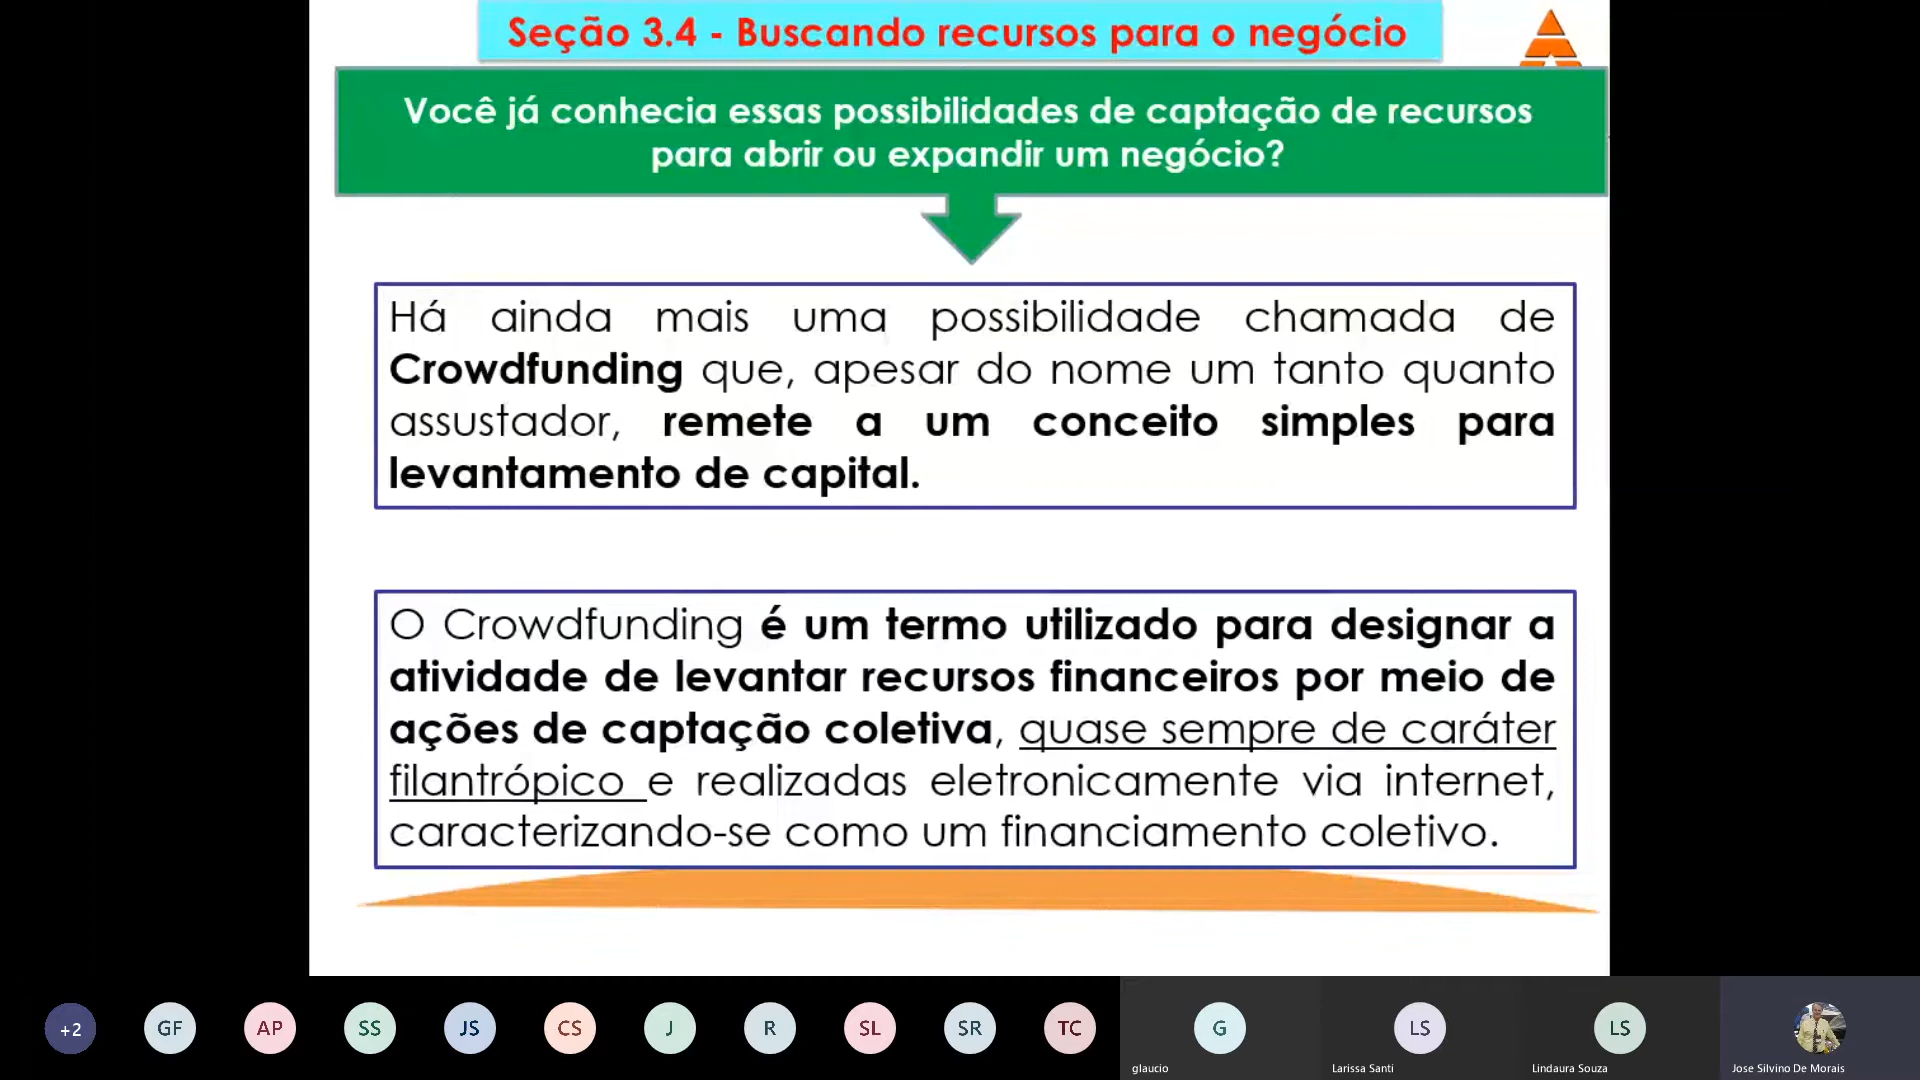 Seção 3.4 - Buscando recursos para o negócio
Você já conhecia essas possibilidades de captação de recursos
para abrir ou expandir um negócio?
Há ainda mais uma possibilidade chamada de
Crowdfunding que, apesar do nome um tanto quanto
assustador, remete a um conceito simples para
levantamento de capital.
O Crowdfunding é um termo utilizado para designar a
atividade de levantar recursos financeiros por meio de
ações de captação coletiva, quase sempre de caráter
filantrópico e realizadas eletronicamente via internet,
caracterizando-se como um financiamento coletivo.
+2 GF AP SS JS CS J R SL SR TC G LS LS
glaucio Larissa Santi Lindaura Souza Jose Silvino De Morais